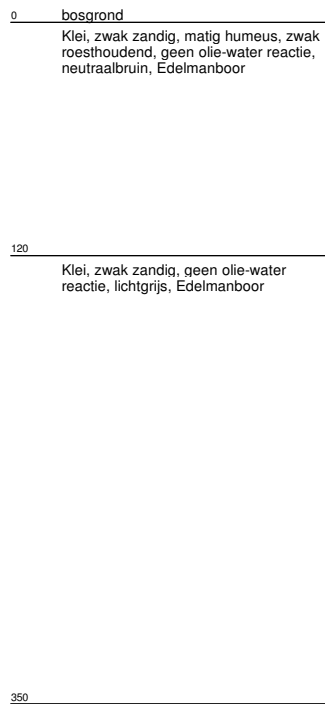 0 bosgrond
Klei, zwak zandig, matig humeus, zwak
roesthoudend, geen olie-water reactie,
neutraalbruin, Edelmanboor
120
Klei, zwak zandig, geen olie-water
reactie, lichtgrijs, Edelmanboor
350